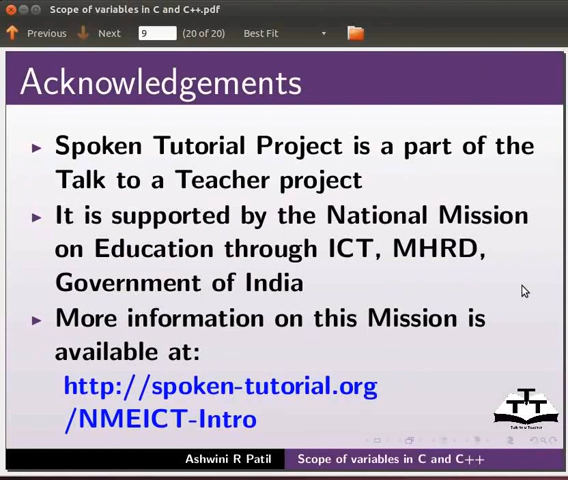 Scope of variables in C and C++.pdf
Previous Next 9 (20 of 20) Best Fit
Acknowledgements
Spoken Tutorial Project is a part of the
Talk to a Teacher project
It is supported by the National Mission
on Education through ICT, MHRD,
Government of India
More information on this Mission is
available at:
http://spoken-tutorial.org
/NMEICT-Intro
Talk to a Teacher
Ashwini R Patil Scope of variables in C and C++